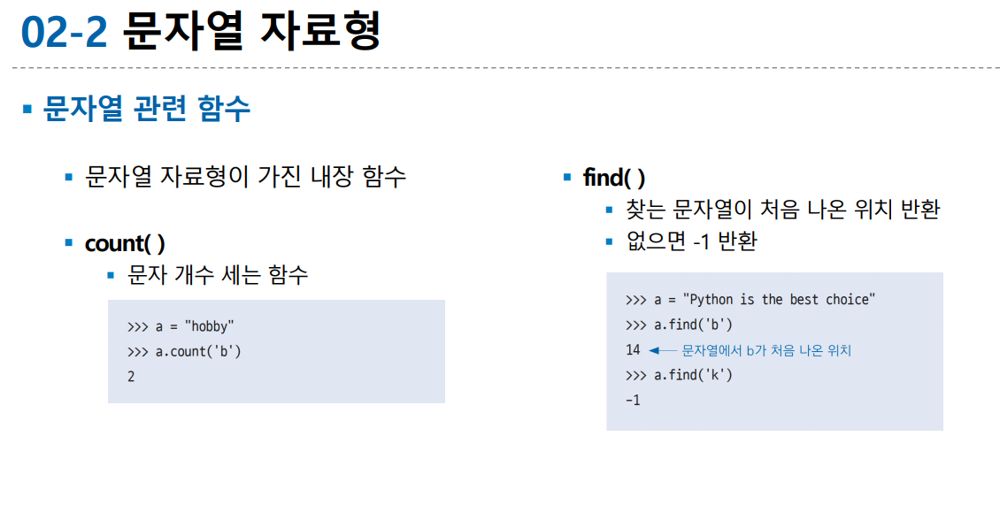 02-2 문자열 자료형
문자열 관련 함수
문자열 자료형이 가진 내장 함수
count( )
문자 개수 세는 함수
>>> a = "hobby"
>>> a.count('b')
2
find( )
찾는 문자열이 처음 나온 위치 반환
없으면 -1 반환
>>> a = "Python is the best choice"
>>> a.find('b')
14 문자열에서 b가 처음 나온 위치
>>> a.find('k')
-1